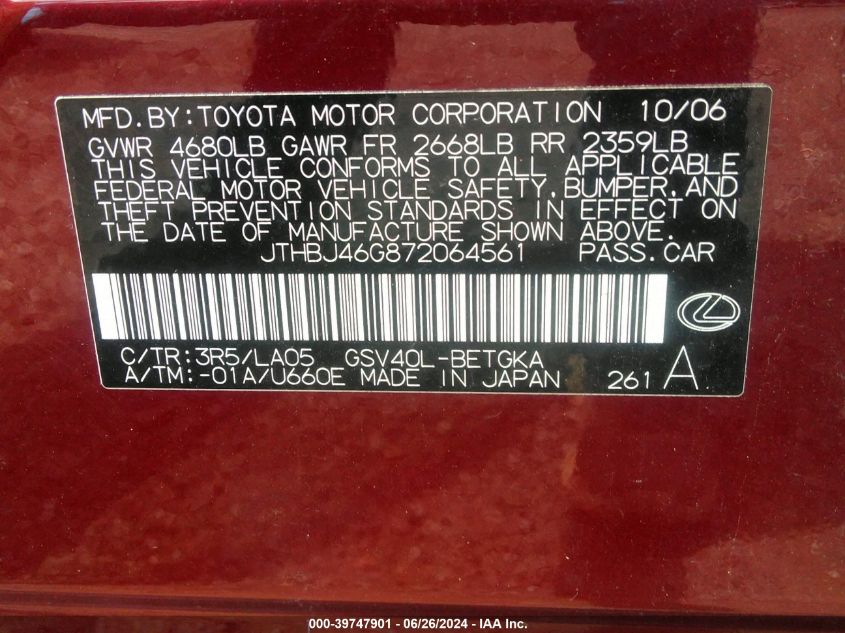 MFD. BY: TOYOTA MOTOR CORPORATION 10/06
GVWR 4680LB GAWR FR 2668LB RR 2359LB
THIS VEHICLE CONFORMS TO ALL APPLICABLE
FEDERAL MOTOR VEHICLE SAFETY, BUMPER, AND
THEFT PREVENTION STANDARDS IN EFFECT ON
THE DATE OF MANUFACTURE SHOWN ABOVE.
JTHBJ46G872064561 PASS. CAR
C/TR: 3R5/LA05 GSV40L-BETGKA
A/TM: -01A/U660E MADE IN JAPAN 261 A
000-39747901 - 06/26/2024 - IAA Inc.